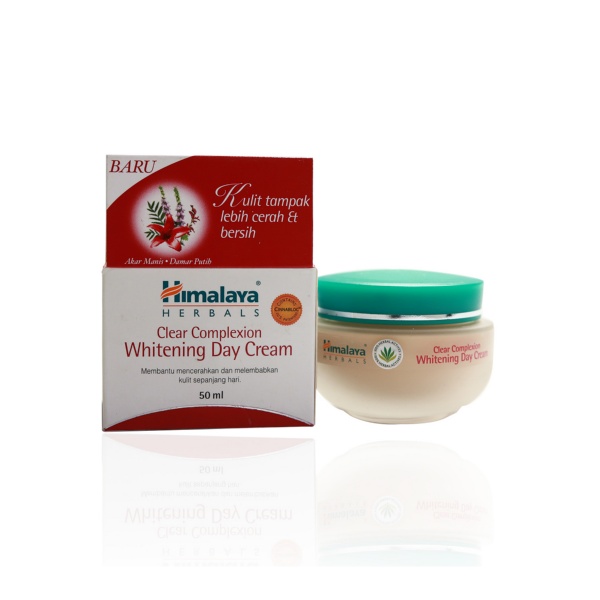 BARU
Kulit tampak
lebih cerah &
bersih
Akar Manis • Damar Putih
Himalaya®
HERBALS
Clear Complexion
Whitening Day Cream
Membantu mencerahkan dan melembabkan
kulit sepanjang hari.
50 ml
Himalaya
HERBALS
Clear Complexion
Whitening Day Cream